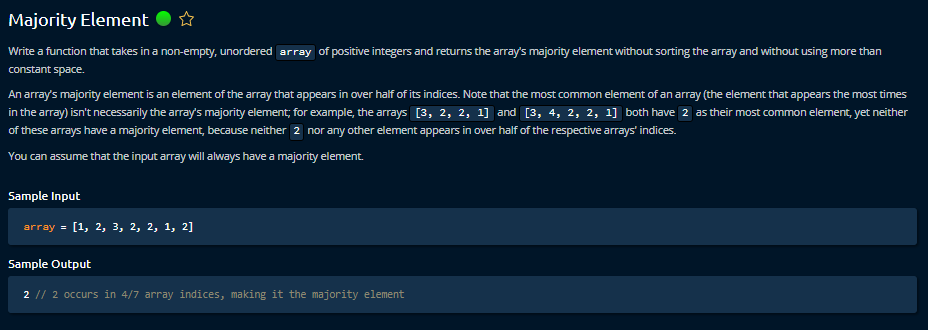 Majority Element
Write a function that takes in a non-empty, unordered array of positive integers and returns the array's majority element without sorting the array and without using more than
constant space.
An array's majority element is an element of the array that appears in over half of its indices. Note that the most common element of an array (the element that appears the most times
in the array) isn't necessarily the array's majority element; for example, the arrays [3, 2, 2, 1] and [3, 4, 2, 2, 1] both have 2 as their most common element, yet neither
of these arrays have a majority element, because neither 2 nor any other element appears in over half of the respective arrays' indices.
You can assume that the input array will always have a majority element.
Sample Input
array = [1, 2, 3, 2, 2, 1, 2]
Sample Output
2 // 2 occurs in 4/7 array indices, making it the majority element